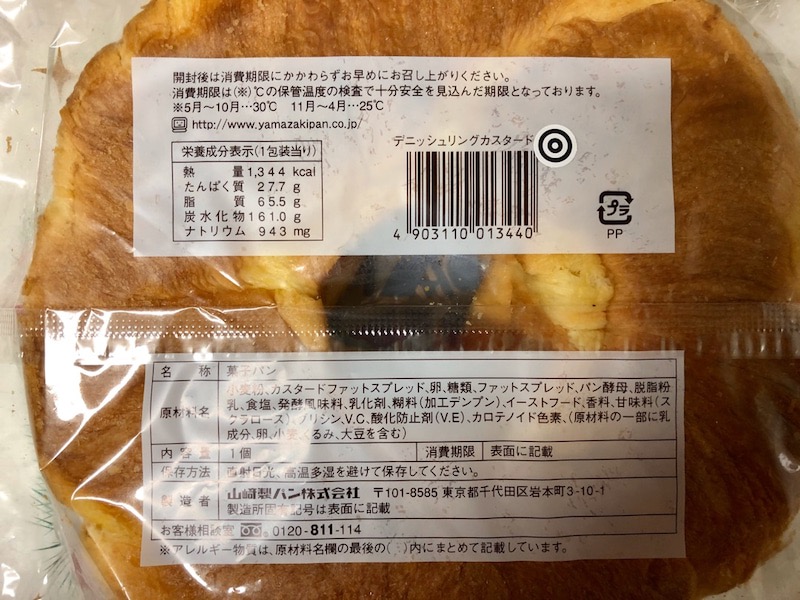 開封後は消費期限にかかわらずお早めにお召し上がりください。
消費期限は(※)℃の保管温度の検査で十分安全を見込んだ期限となっております。
※5月～10月…30℃ 11月～4月…25℃
http://www.yamazakipan.co.jp/
デニッシュリングカスタード
栄養成分表示(1包装当り)
熱量 1,344 kcal
たんぱく質 27.7 g
脂質 65.5 g
炭水化物 161.0 g
ナトリウム 943 mg
4 903110 013440
プラ
PP
名称 菓子パン
原材料名 小麦粉、カスタードファットスプレッド、卵、糖類、ファットスプレッド、パン酵母、脱脂粉
乳、食塩、発酵風味料、乳化剤、糊料(加工デンプン)、イーストフード、香料、甘味料(ス
クラロース)、グリシン、V.C、酸化防止剤(V.E)、カロテノイド色素、(原材料の一部に乳
成分、卵、小麦、くるみ、大豆を含む)
内容量 1個 消費期限 表面に記載
保存方法 直射日光、高温多湿を避けて保存してください。
製造者 山崎製パン株式会社 〒101-8585 東京都千代田区岩本町3-10-1
製造所固有記号は表面に記載
お客様相談室 0120-811-114
※アレルギー物質は、原材料名欄の最後の( )内にまとめて記載しています。